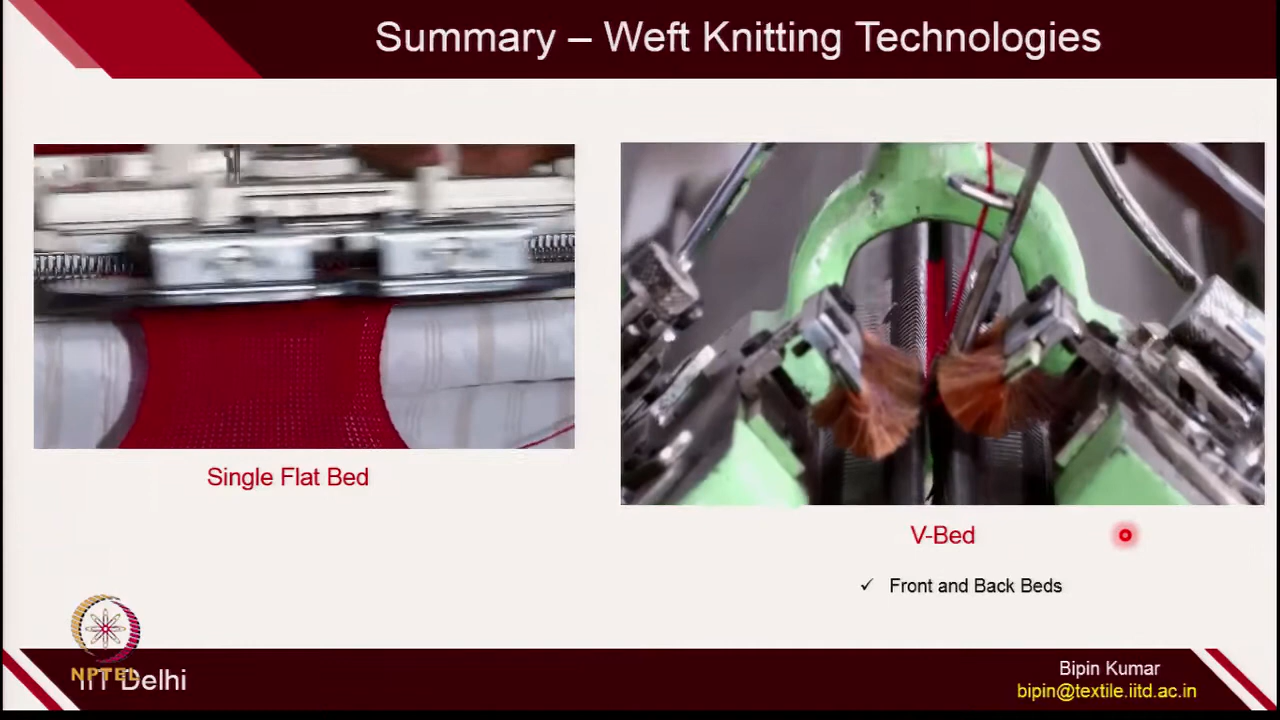 Summary – Weft Knitting Technologies
Single Flat Bed
V-Bed
✓ Front and Back Beds
NPTEL
IIT Delhi
Bipin Kumar
bipin@textile.iitd.ac.in